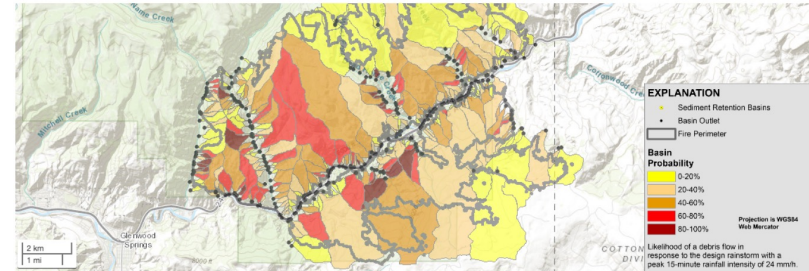 Name Creek
Cottonwood Creek
Mitchell Creek
Glenwood
Springs
2 km
1 mi
COTTON
DIVI
EXPLANATION
Sediment Retention Basins
Basin Outlet
Fire Perimeter
Basin
Probability
0-20%
20-40%
40-60%
60-80%
80-100%
Projection is WGS84
Web Mercator
Likelihood of a debris flow in
response to the design rainstorm with a
peak 15-minute rainfall intensity of 24 mm/h.